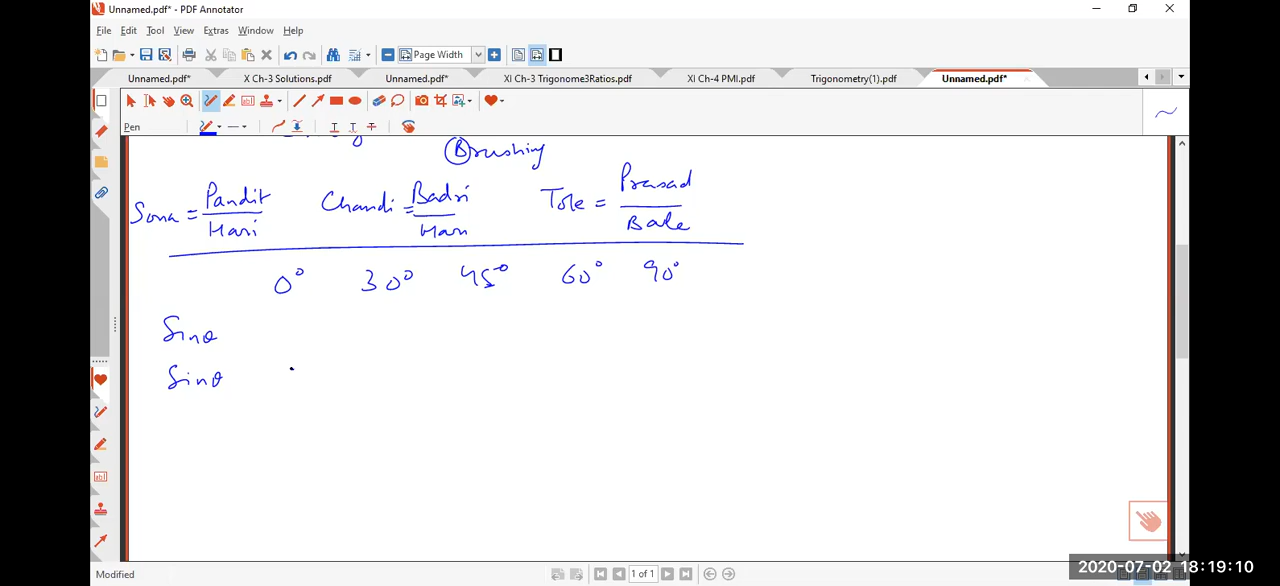 Unnamed.pdf* - PDF Annotator
File Edit Tool View Extras Window Help
Page Width
Unnamed.pdf* X Ch-3 Solutions.pdf Unnamed.pdf* XI Ch-3 Trigonome3Ratios.pdf XI Ch-4 PMI.pdf Trigonometry(1).pdf Unnamed.pdf*
Pen
Brushing
Sona = Pandit / Hari Chandi = Badri / Hari Tole = Prasad / Bale
0° 30° 45° 60° 90°
Sinθ
Sinθ
1 of 1
2020-07-02 18:19:10
Modified